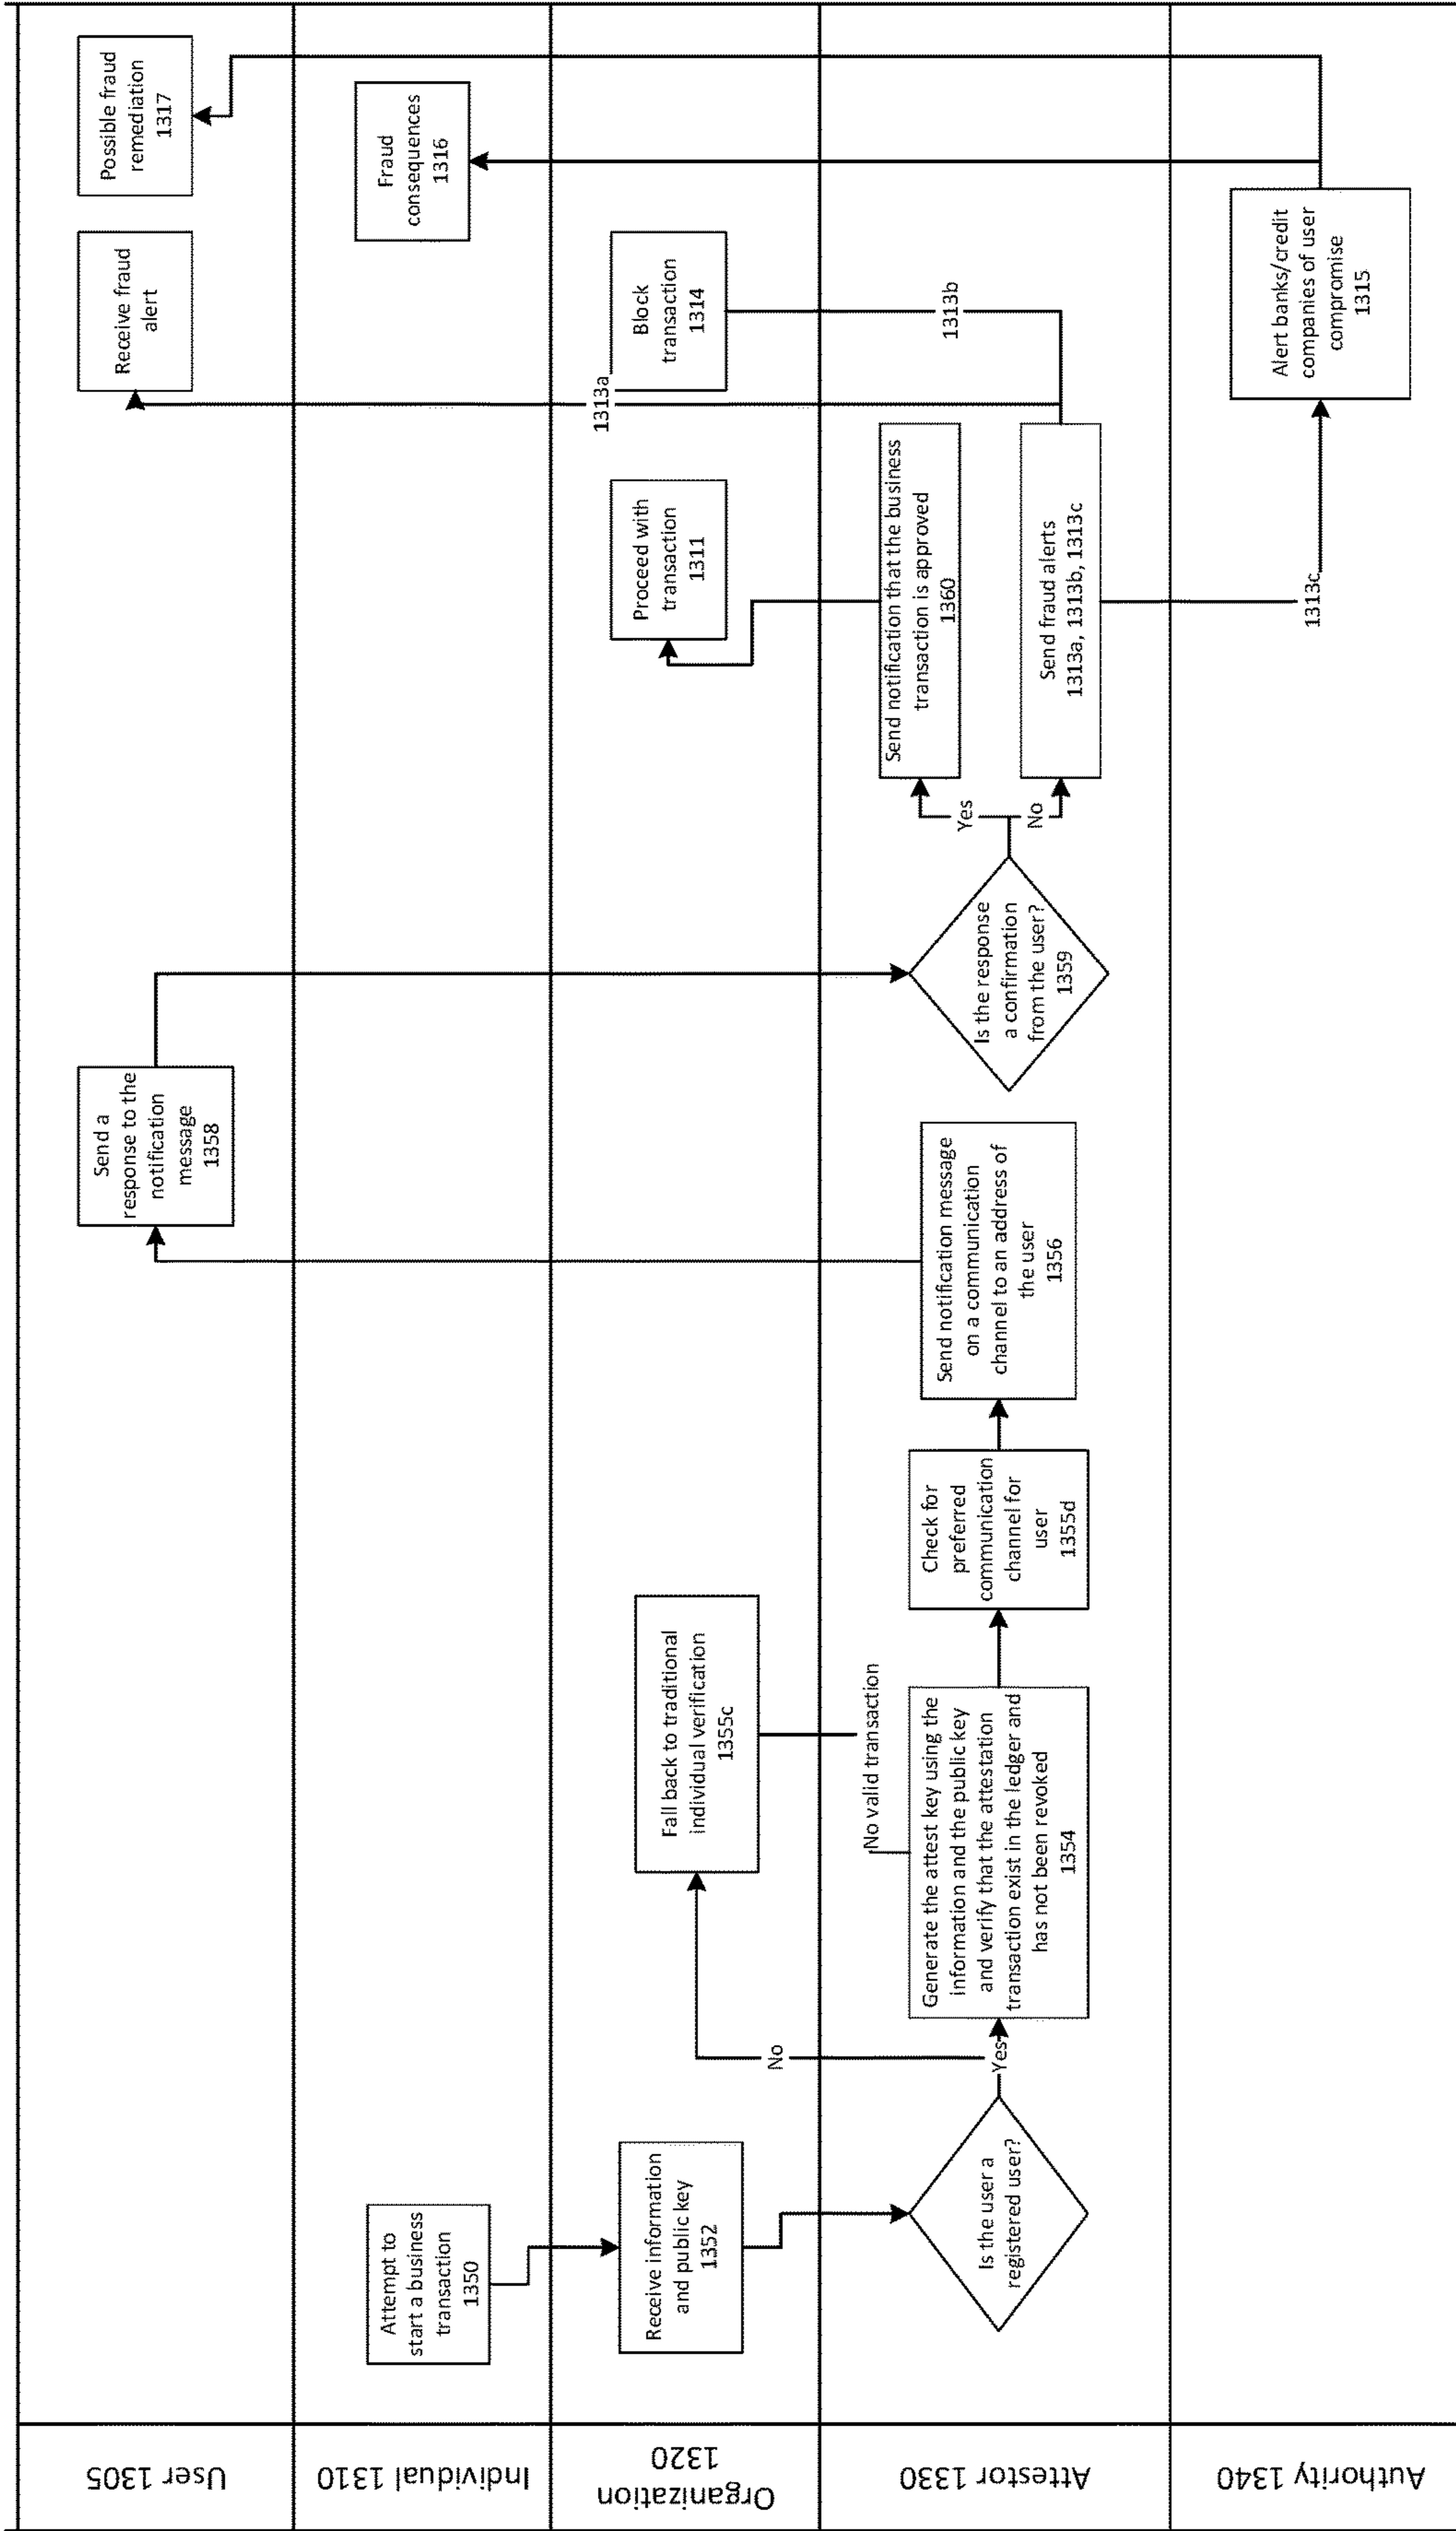 User 1305
Individual 1310
Organization
1320
Attestor 1330
Authority 1340
Attempt to
start a business
transaction
1350
Receive information
and public key
1352
Is the user a
registered user?
No
Yes
Fall back to traditional
individual verification
1355c
No valid transaction
Generate the attest key using the
information and the public key
and verify that the attestation
transaction exist in the ledger and
has not been revoked
1354
Check for
preferred
communication
channel for
user
1355d
Send notification message
on a communication
channel to an address of
the user
1356
Send a
response to the
notification
message
1358
Is the response
a confirmation
from the user?
1359
Yes
No
Send notification that the business
transaction is approved
1360
Send fraud alerts
1313a, 1313b, 1313c
Proceed with
transaction
1311
1313a
1313b
1313c
Block
transaction
1314
Receive fraud
alert
Alert banks/credit
companies of user
compromise
1315
Fraud
consequences
1316
Possible fraud
remediation
1317